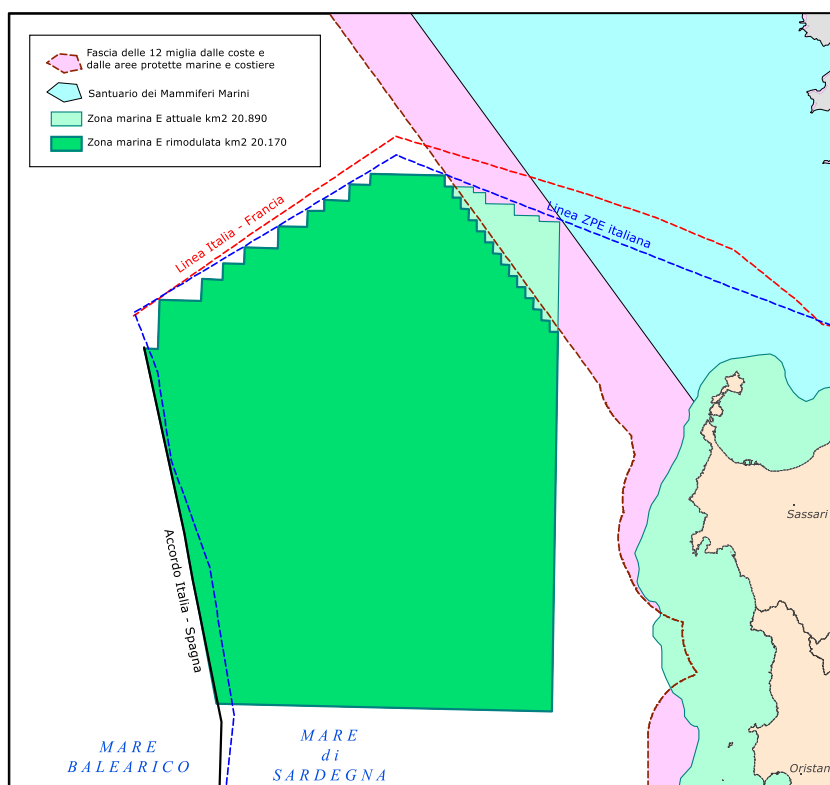 Fascia delle 12 miglia dalle coste e
dalle aree protette marine e costiere
Santuario dei Mammiferi Marini
Zona marina E attuale km2 20.890
Zona marina E rimodulata km2 20.170
Linea Italia - Francia
Linea ZPE italiana
Accordo Italia - Spagna
Sassari
MARE
BALEARICO
MARE
di
SARDEGNA
Oristan